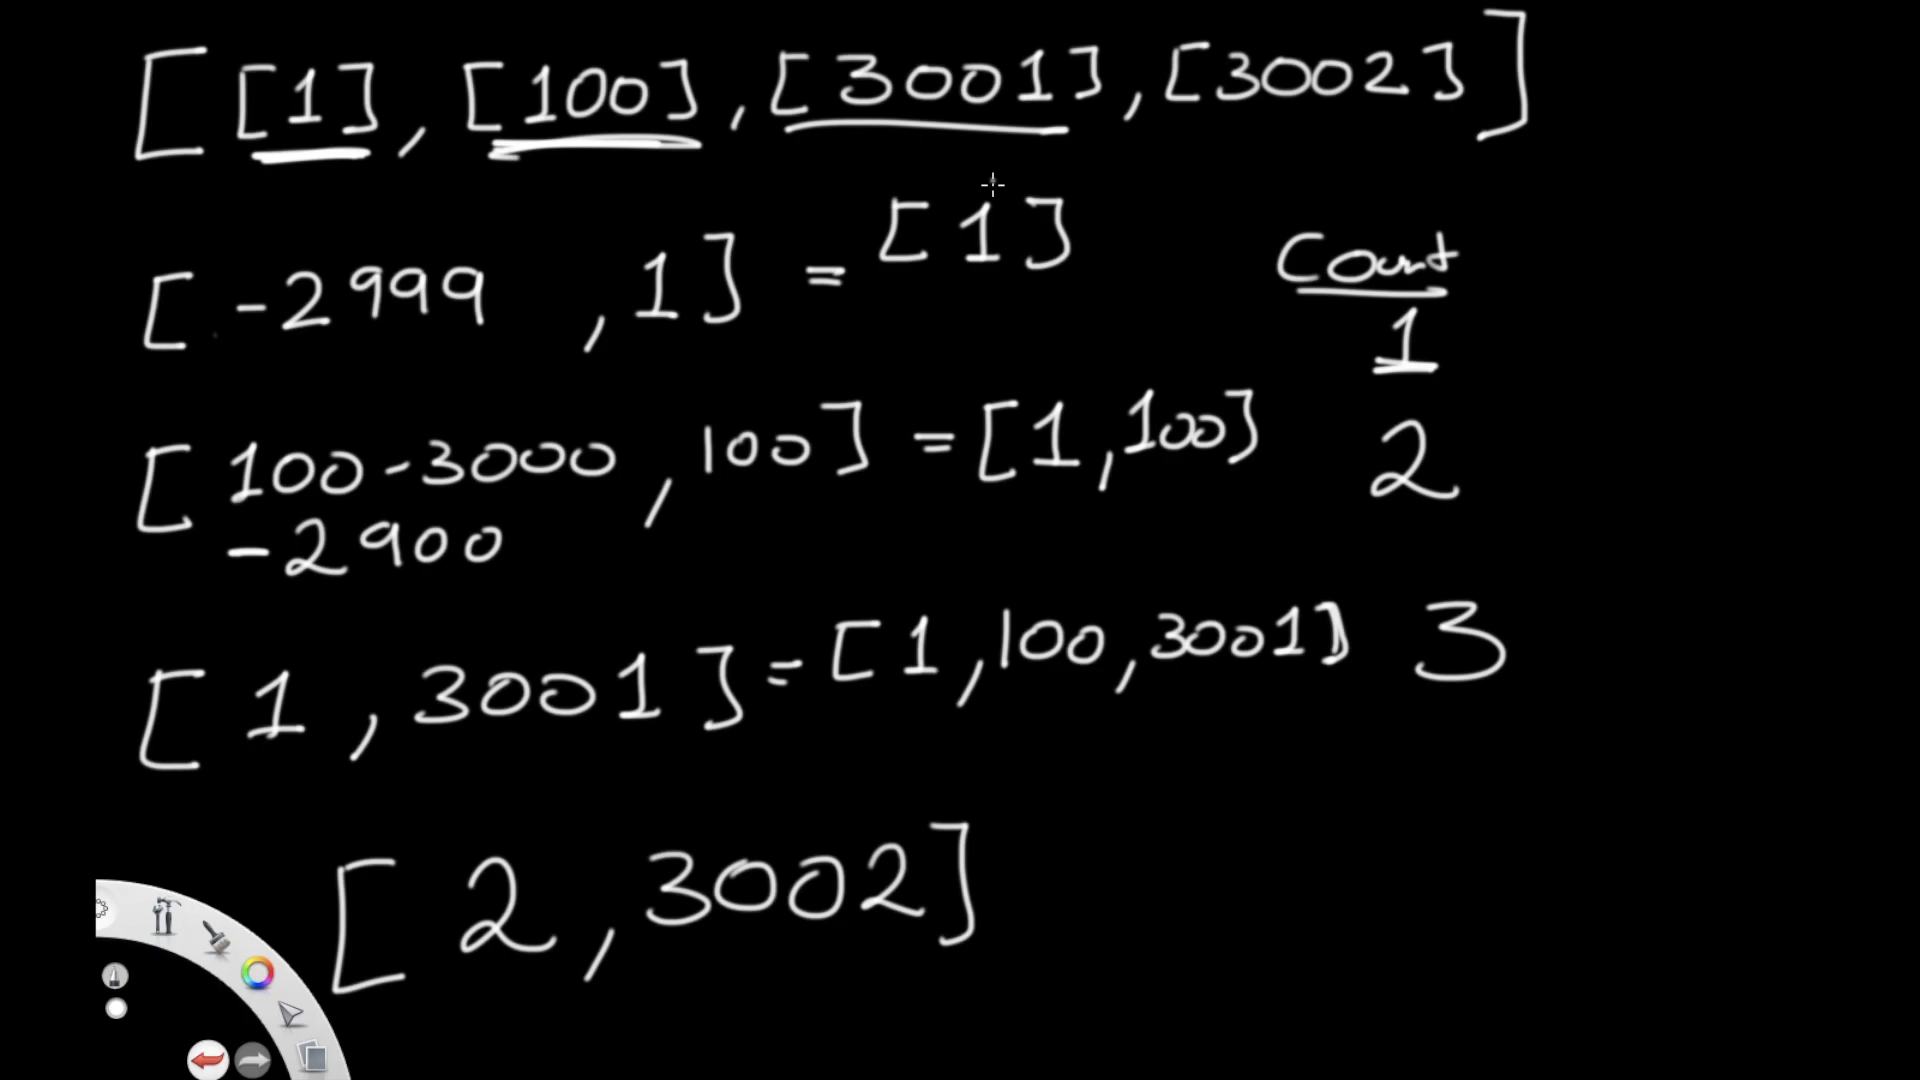 [ [1], [100], [3001], [3002] ]
[ -2999 , 1 ] = [ 1 ]
Count
1
[ 100-3000 , 100 ] = [1, 100] 2
-2900
[ 1 , 3001 ] = [1, 100, 3001] 3
[ 2, 3002 ]